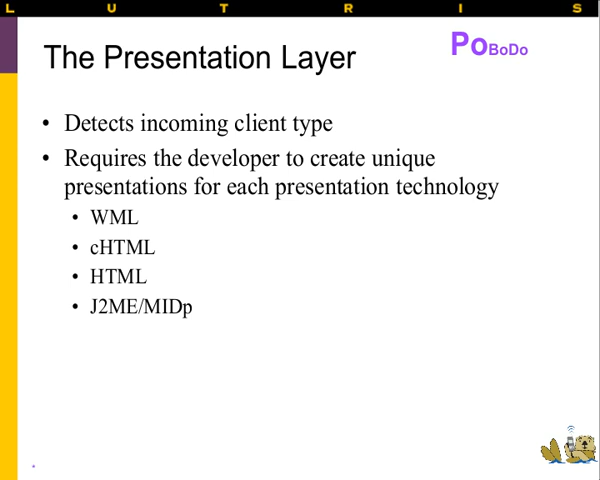 L U T R I S
The Presentation Layer
PoBoDo
• Detects incoming client type
• Requires the developer to create unique
presentations for each presentation technology
• WML
• cHTML
• HTML
• J2ME/MIDp